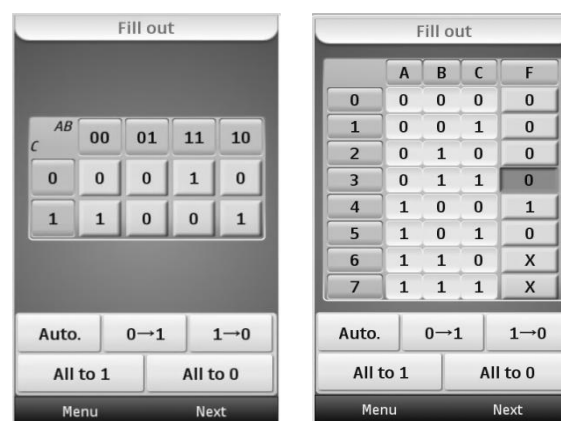 Fill out
AB
C
00 01 11 10
0 0 0 1 0
1 1 0 0 1
Auto. 0→1 1→0
All to 1 All to 0
Menu Next
Fill out
A B C F
0 0 0 0 0
1 0 0 1 0
2 0 1 0 0
3 0 1 1 0
4 1 0 0 1
5 1 0 1 0
6 1 1 0 X
7 1 1 1 X
Auto. 0→1 1→0
All to 1 All to 0
Menu Next